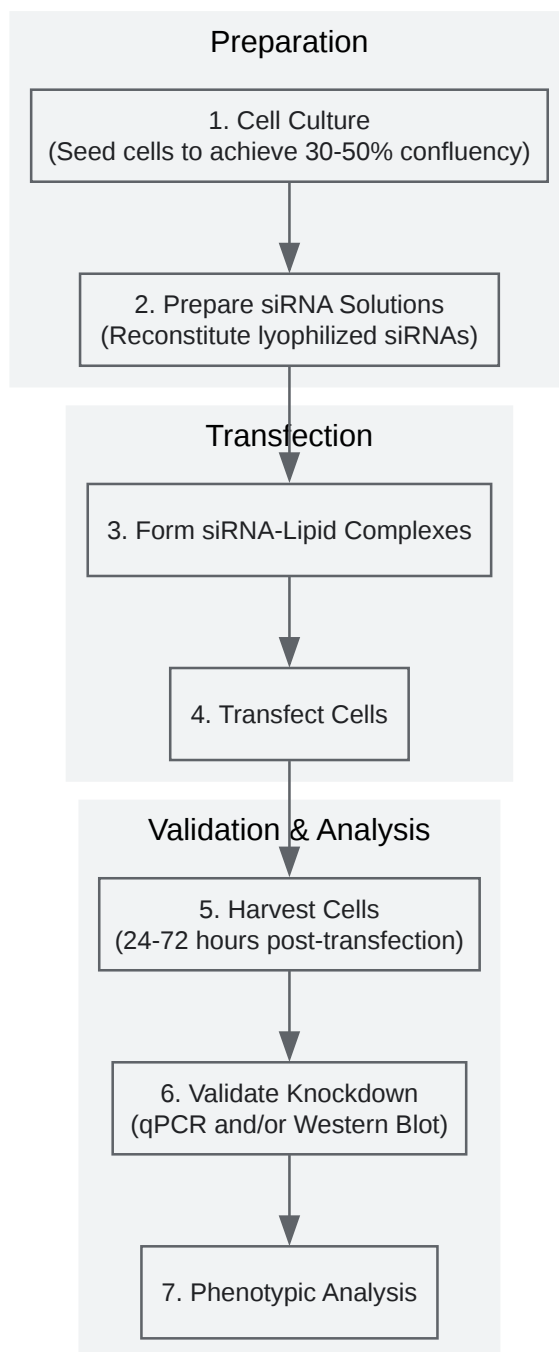 Preparation
1. Cell Culture
(Seed cells to achieve 30-50% confluency)
2. Prepare siRNA Solutions
(Reconstitute lyophilized siRNAs)
Transfection
3. Form siRNA-Lipid Complexes
4. Transfect Cells
Validation & Analysis
5. Harvest Cells
(24-72 hours post-transfection)
6. Validate Knockdown
(qPCR and/or Western Blot)
7. Phenotypic Analysis